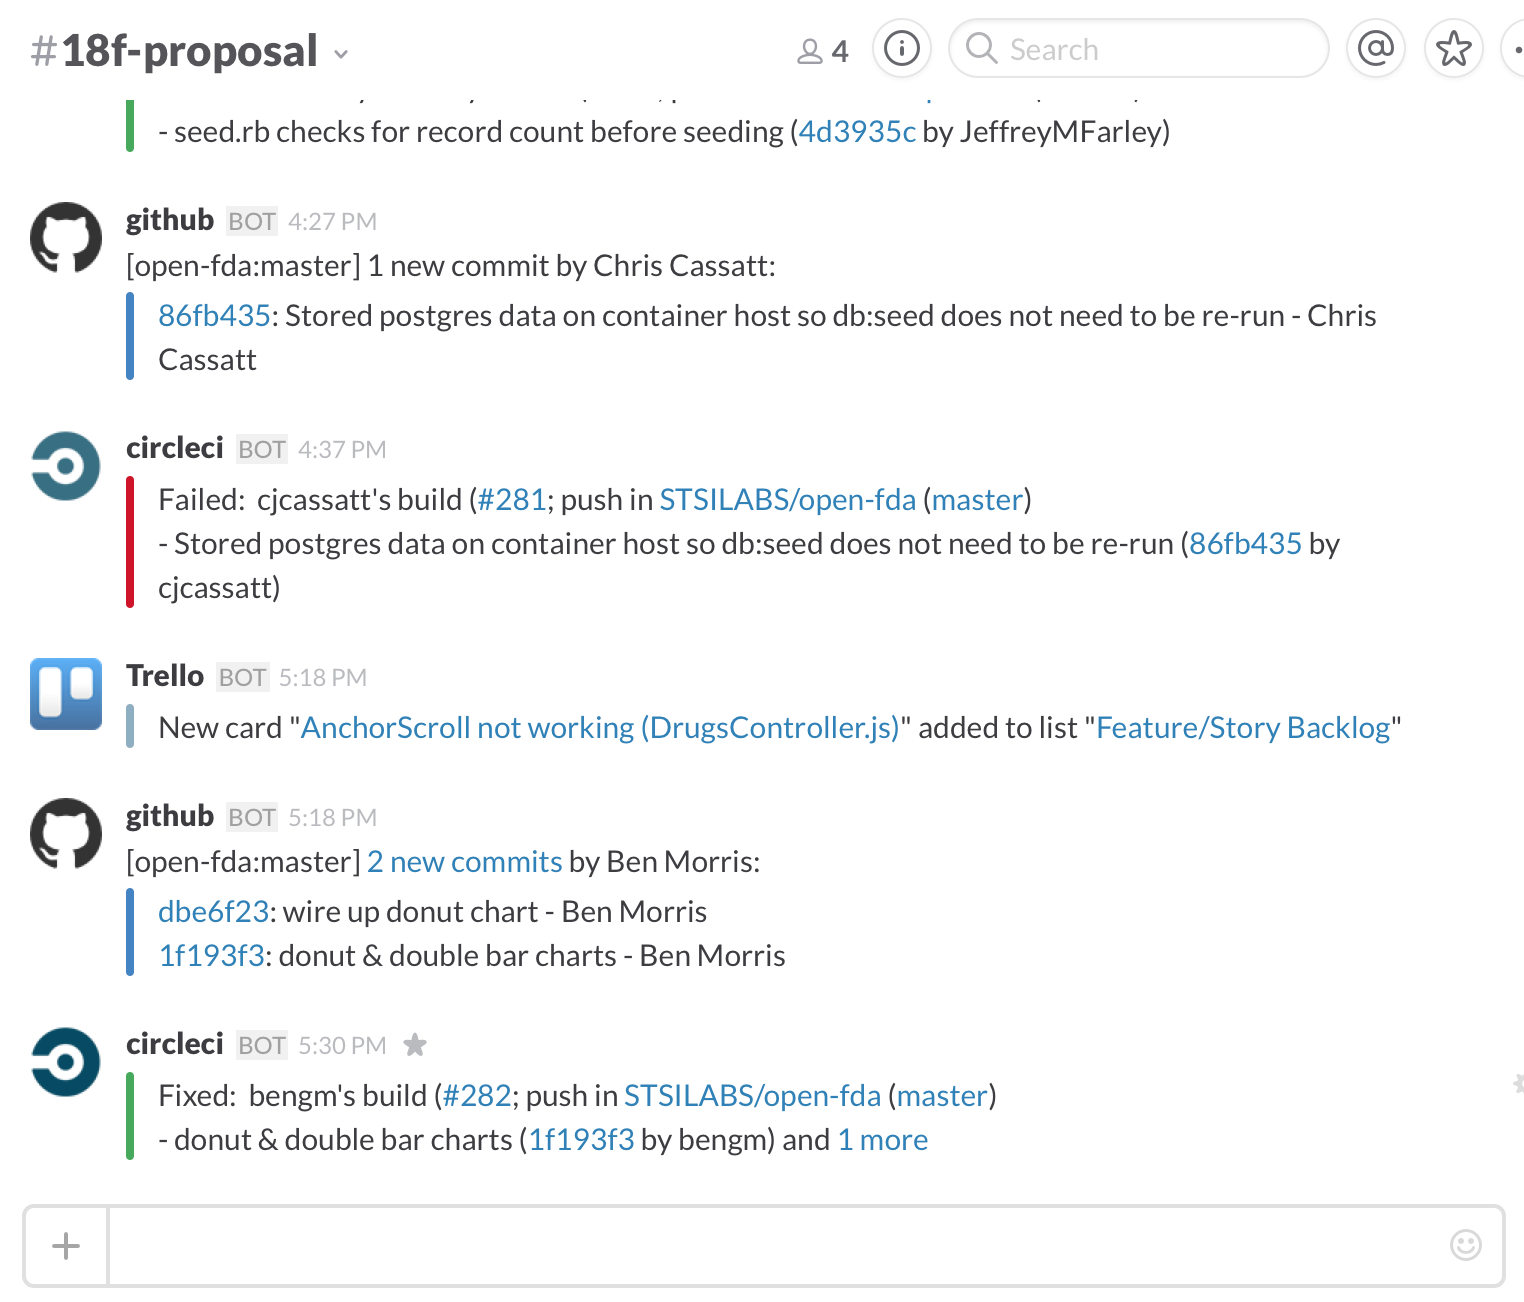 #18f-proposal
4
Search
- seed.rb checks for record count before seeding (4d3935c by JeffreyMFarley)
github BOT 4:27 PM
[open-fda:master] 1 new commit by Chris Cassatt:
86fb435: Stored postgres data on container host so db:seed does not need to be re-run - Chris
Cassatt
circleci BOT 4:37 PM
Failed:  cjcassatt's build (#281; push in STSILABS/open-fda (master)
- Stored postgres data on container host so db:seed does not need to be re-run (86fb435 by
cjcassatt)
Trello BOT 5:18 PM
New card "AnchorScroll not working (DrugsController.js)" added to list "Feature/Story Backlog"
github BOT 5:18 PM
[open-fda:master] 2 new commits by Ben Morris:
dbe6f23: wire up donut chart - Ben Morris
1f193f3: donut & double bar charts - Ben Morris
circleci BOT 5:30 PM
Fixed:  bengm's build (#282; push in STSILABS/open-fda (master)
- donut & double bar charts (1f193f3 by bengm) and 1 more